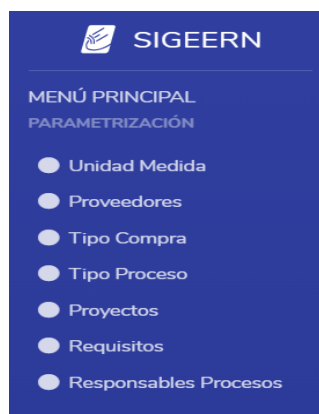 SIGEERN
MENÚ PRINCIPAL
PARAMETRIZACIÓN
Unidad Medida
Proveedores
Tipo Compra
Tipo Proceso
Proyectos
Requisitos
Responsables Procesos